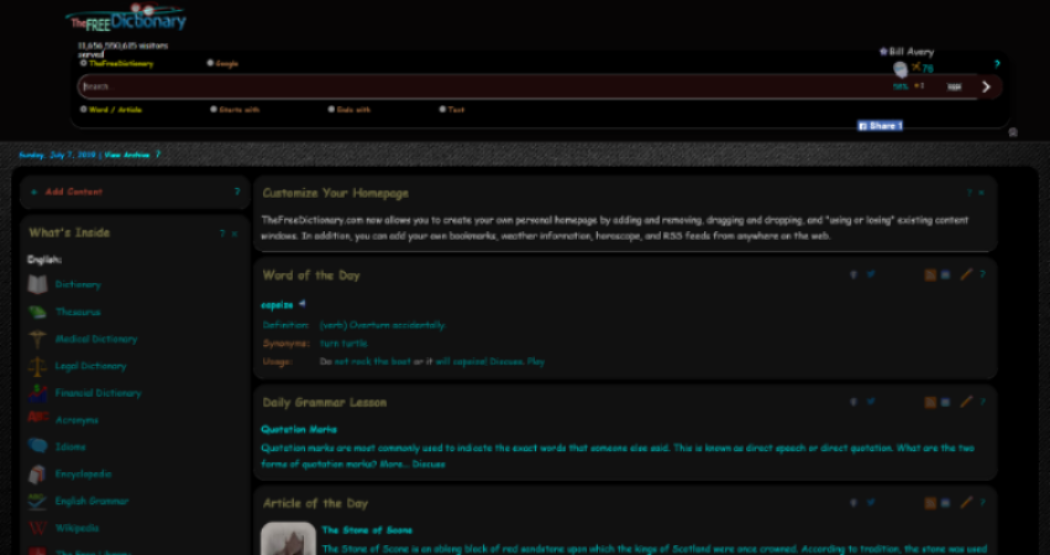 TheFREEDictionary
11,656,550,615 visitors
served
Bill Avery
TheFreeDictionary Google
78 ?
Search...
58% +1
Word / Article Starts with Ends with Text
Share 1
Sunday, July 7, 2019 | View Archive ?
+ Add Content ?
Customize Your Homepage ? ×
TheFreeDictionary.com now allows you to create your own personal homepage by adding and removing, dragging and dropping, and "using or losing" existing content
windows. In addition, you can add your own bookmarks, weather information, horoscope, and RSS feeds from anywhere on the web.
What's Inside ? ×
English:
Dictionary
Thesaurus
Medical Dictionary
Legal Dictionary
Financial Dictionary
Acronyms
Idioms
Encyclopedia
English Grammar
Wikipedia
The Free Library
Word of the Day ?
capsize
Definition: (verb) Overturn accidentally.
Synonyms: turn turtle
Usage: Do not rock the boat or it will capsize! Discuss. Play
Daily Grammar Lesson ?
Quotation Marks
Quotation marks are most commonly used to indicate the exact words that someone else said. This is known as direct speech or direct quotation. What are the two
forms of quotation marks? More... Discuss
Article of the Day ?
The Stone of Scone
The Stone of Scone is an oblong block of red sandstone upon which the kings of Scotland were once crowned. According to tradition, the stone was used